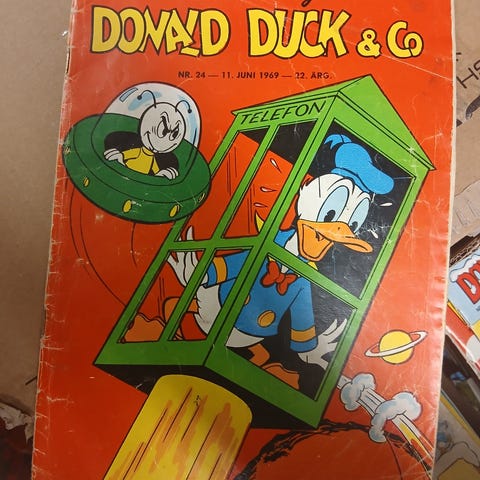 DONALD DUCK & Co
NR. 24 — 11. JUNI 1969 — 22. ÅRG.
TELEFON